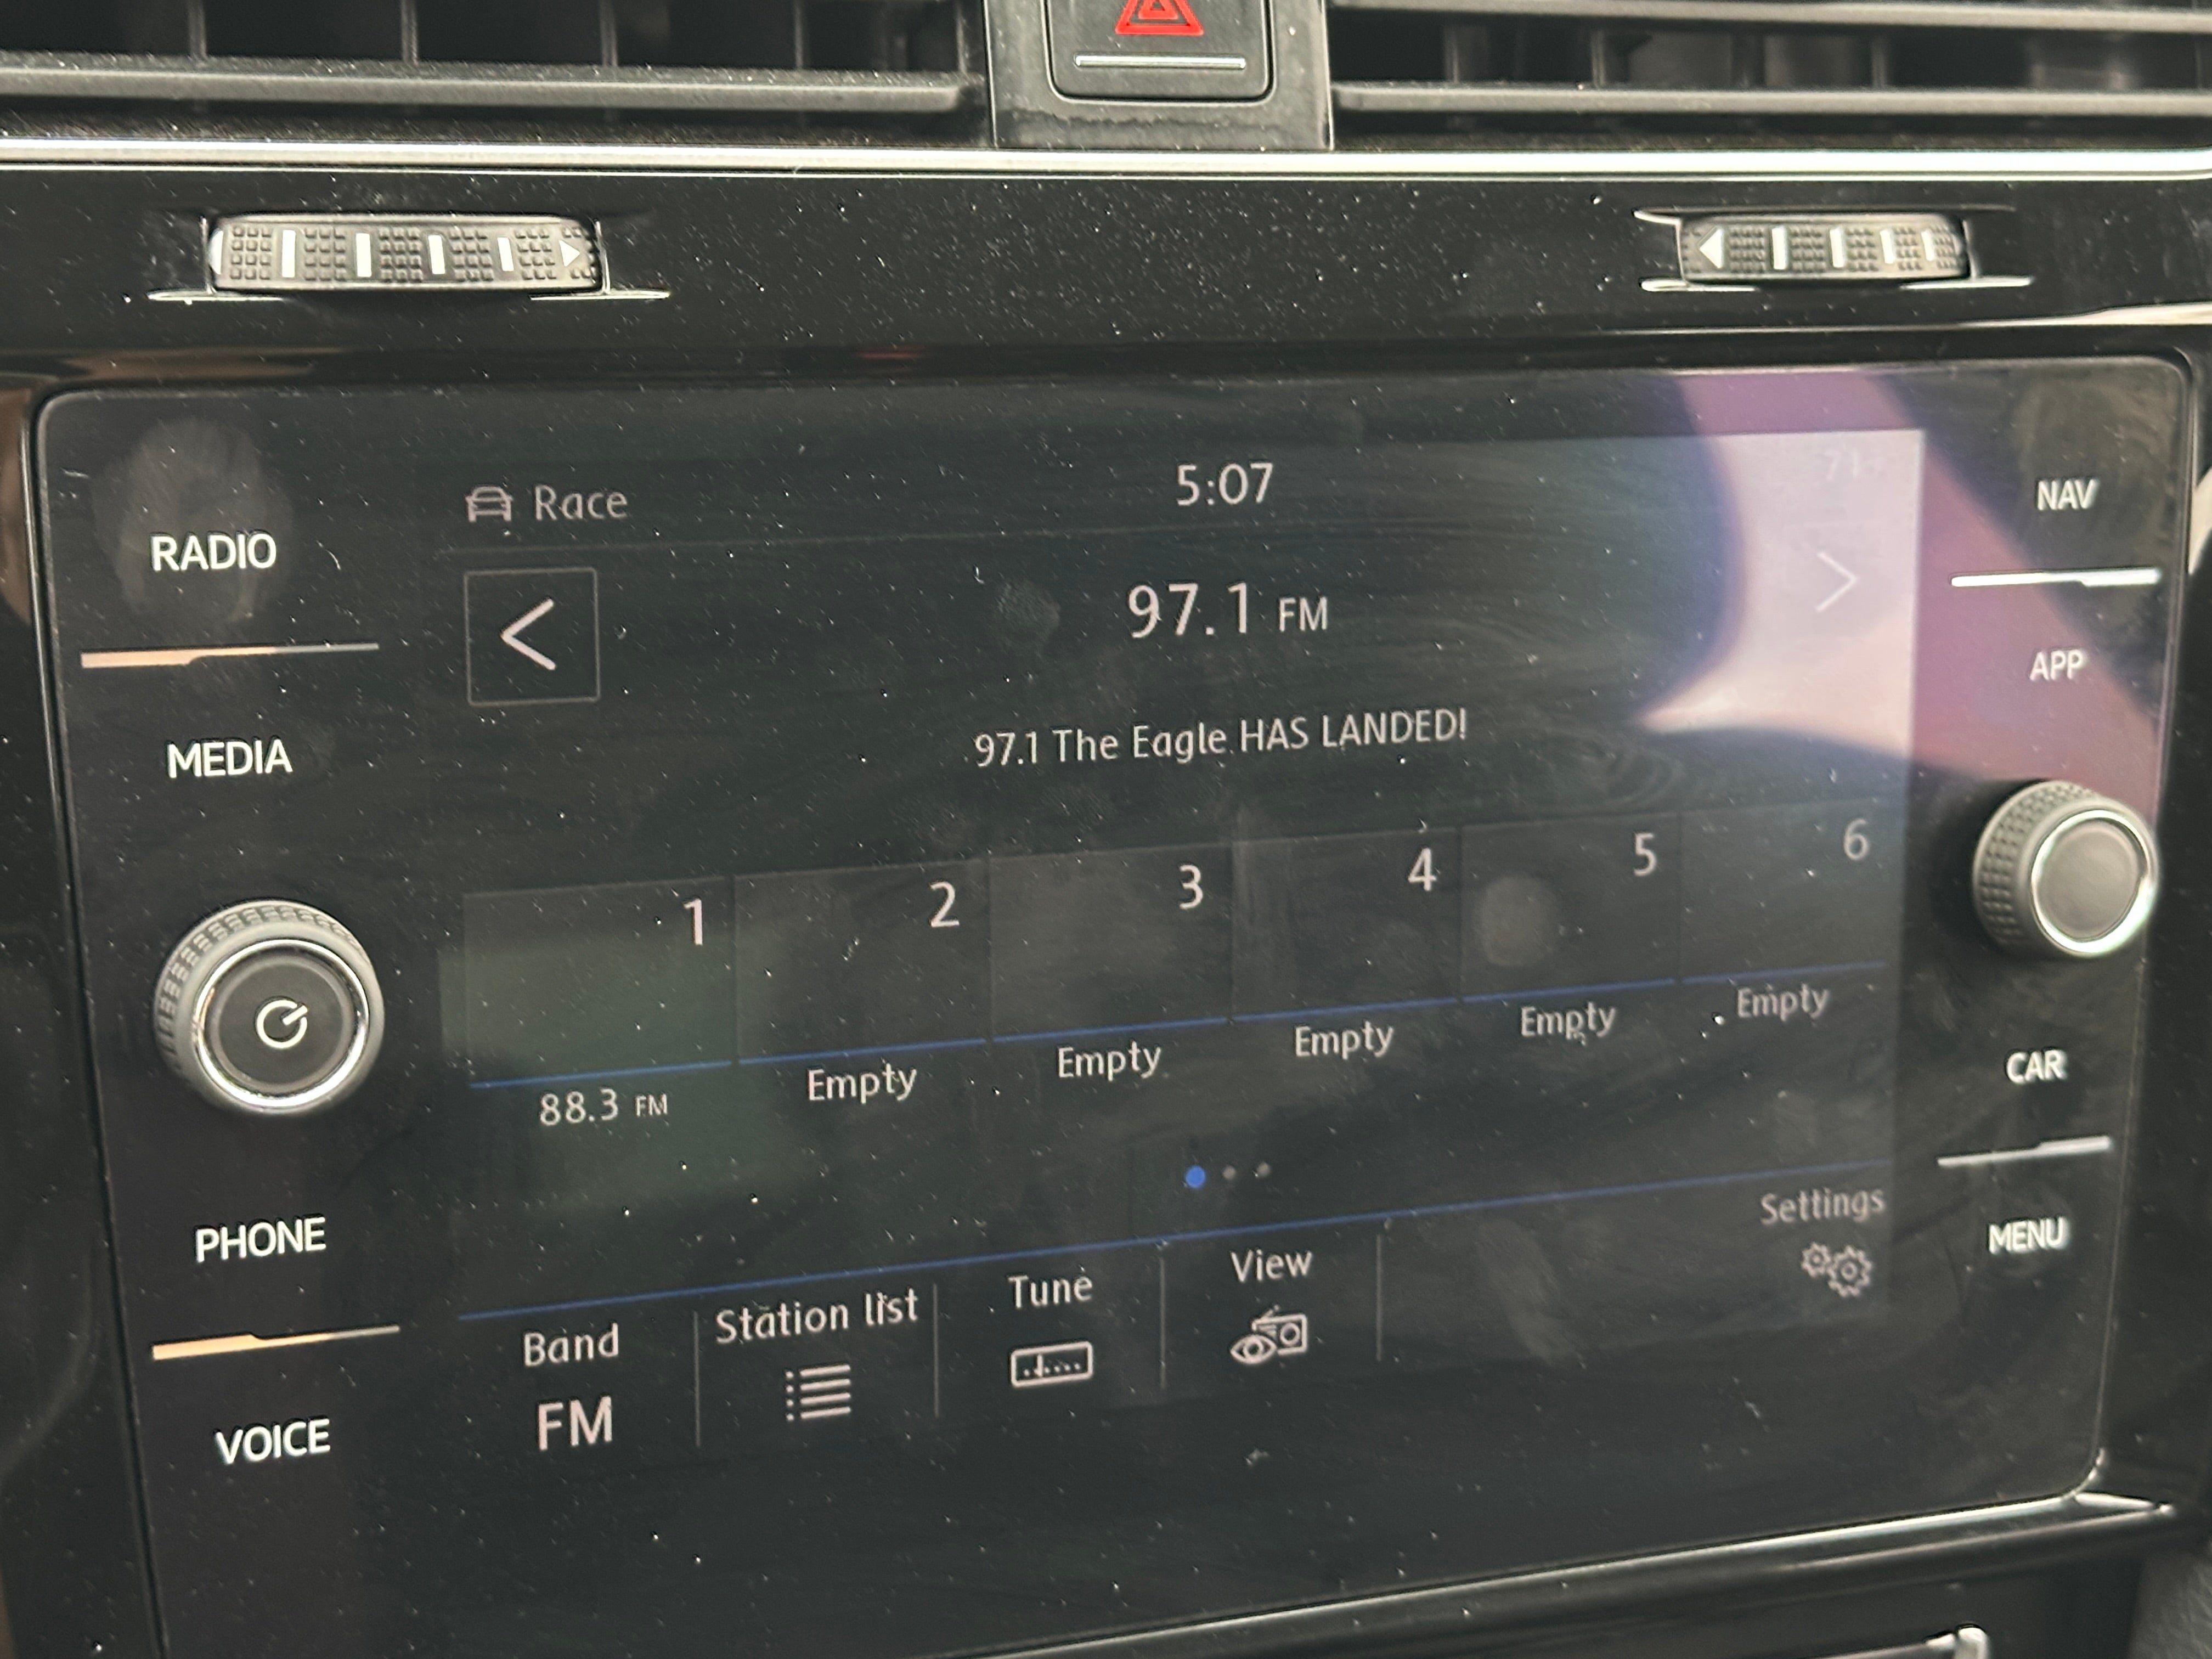 Race
5:07
RADIO
NAV
97.1 FM
APP
97.1 The Eagle HAS LANDED!
MEDIA
1 2 3 4 5 6
88.3 FM Empty Empty Empty Empty Empty
CAR
PHONE
Settings
MENU
Band
Station list
Tune
View
FM
VOICE